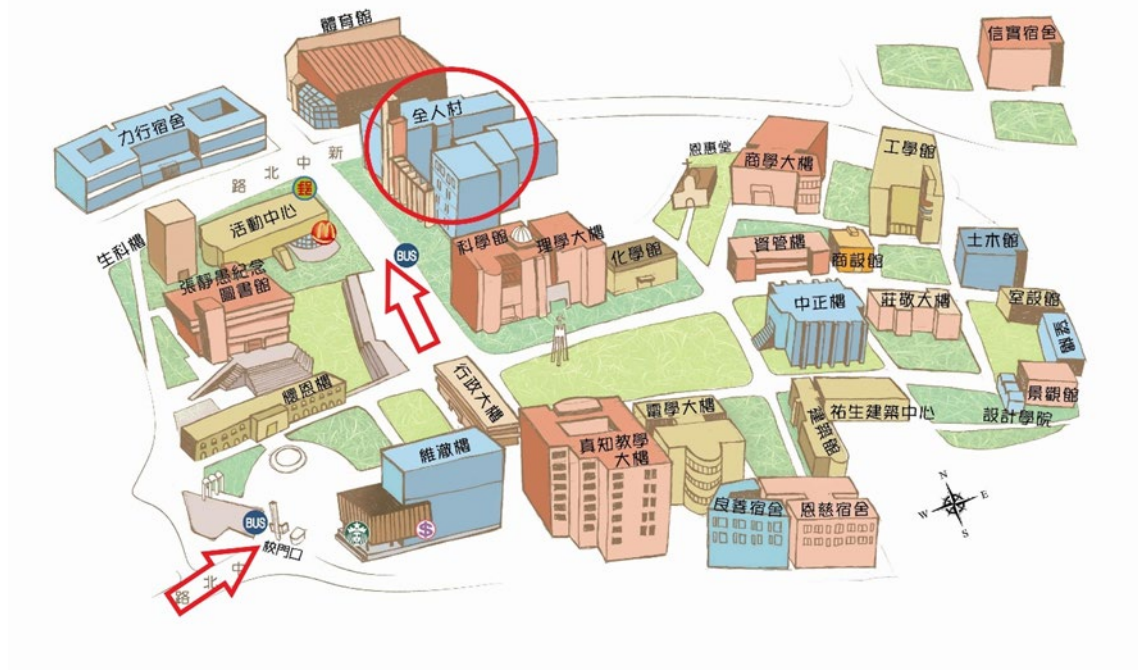 體育館
信實宿舍
全人村
力行宿舍
新
中
北
路
郵
恩惠堂
商學大樓
工學館
活動中心
生科樓
BUS
科學館
理學大樓
化學館
資管樓
商設館
土木館
張靜愚紀念
圖書館
中正樓
莊敬大樓
室設館
行政大樓
景觀館
設計學院
懷恩樓
維澈樓
真知教學
大樓
電學大樓
建築館
祐生建築中心
N
W
E
S
BUS
校門口
$
良善宿舍
恩慈宿舍
中
北
路